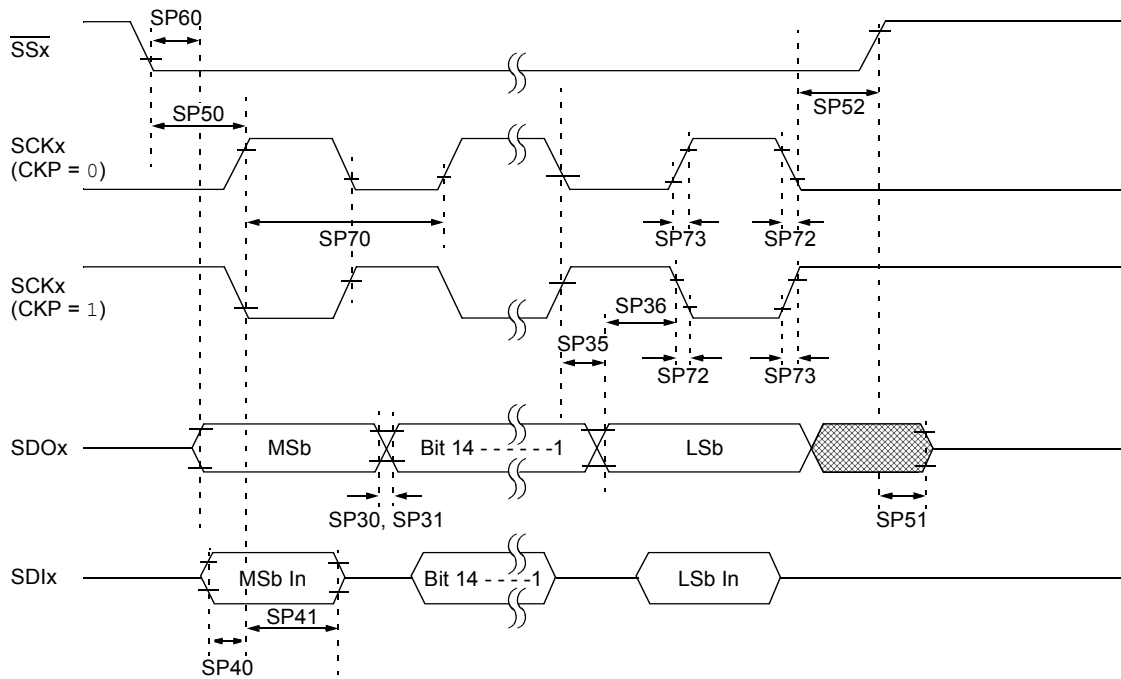 SP60
SSx
SP50
SP52
SCKx
(CKP = 0)
SP70
SP73
SP72
SCKx
(CKP = 1)
SP36
SP35
SP72
SP73
SDOx
MSb
Bit 14 - - - - - -1
LSb
SP30, SP31
SP51
SDIx
MSb In
Bit 14 - - - - -1
LSb In
SP41
SP40